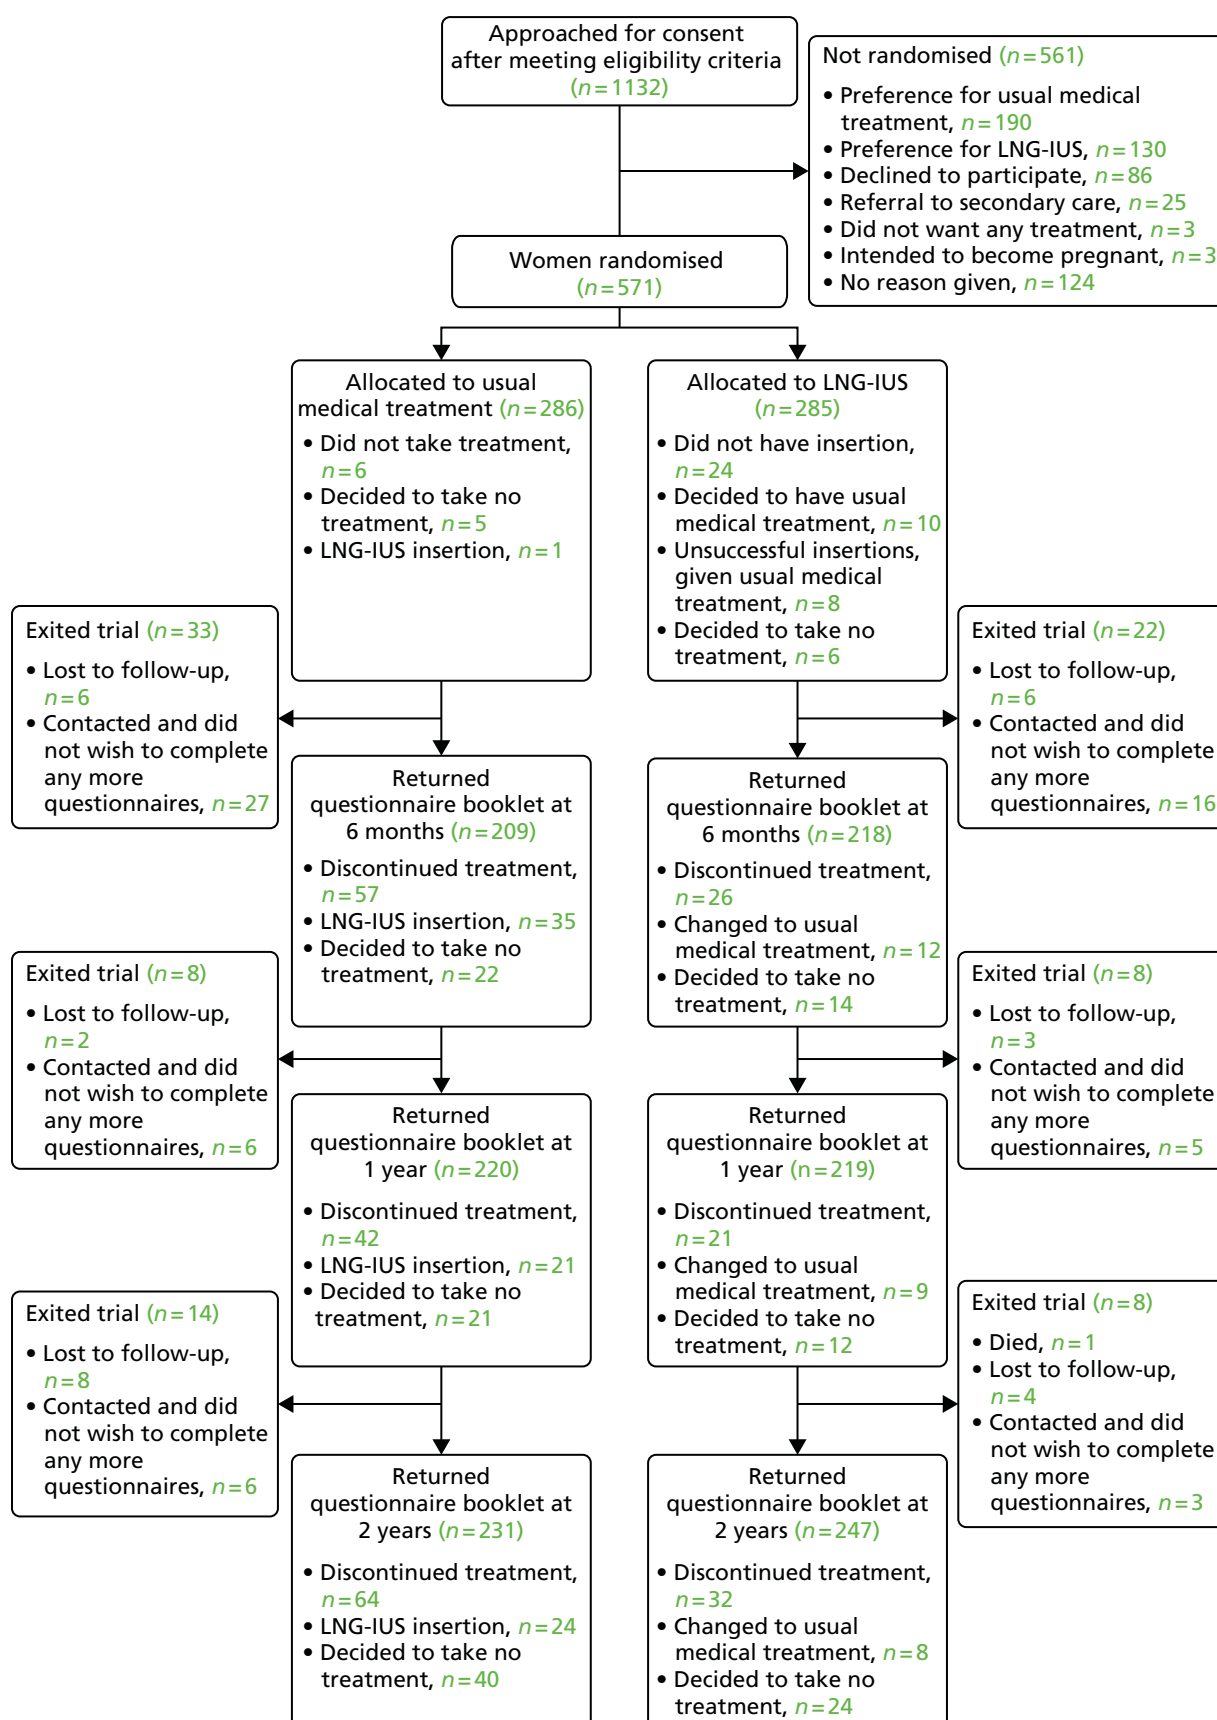 Approached for consent
after meeting eligibility criteria
(n=1132)
Not randomised (n=561)
• Preference for usual medical
treatment, n=190
• Preference for LNG-IUS, n=130
• Declined to participate, n=86
• Referral to secondary care, n=25
• Did not want any treatment, n=3
• Intended to become pregnant, n=3
• No reason given, n=124
Women randomised
(n=571)
Allocated to usual
medical treatment (n=286)
• Did not take treatment,
n=6
• Decided to take no
treatment, n=5
• LNG-IUS insertion, n=1
Allocated to LNG-IUS
(n=285)
• Did not have insertion,
n=24
• Decided to have usual
medical treatment, n=10
• Unsuccessful insertions,
given usual medical
treatment, n=8
• Decided to take no
treatment, n=6
Exited trial (n=33)
• Lost to follow-up,
n=6
• Contacted and did
not wish to complete
any more
questionnaires, n=27
Exited trial (n=22)
• Lost to follow-up,
n=6
• Contacted and did
not wish to complete
any more
questionnaires, n=16
Returned
questionnaire booklet at
6 months (n=209)
• Discontinued treatment,
n=57
• LNG-IUS insertion, n=35
• Decided to take no
treatment, n=22
Returned
questionnaire booklet at
6 months (n=218)
• Discontinued treatment,
n=26
• Changed to usual
medical treatment, n=12
• Decided to take no
treatment, n=14
Exited trial (n=8)
• Lost to follow-up,
n=2
• Contacted and did
not wish to complete
any more
questionnaires, n=6
Exited trial (n=8)
• Lost to follow-up,
n=3
• Contacted and did
not wish to complete
any more
questionnaires, n=5
Returned
questionnaire booklet at
1 year (n=220)
• Discontinued treatment,
n=42
• LNG-IUS insertion, n=21
• Decided to take no
treatment, n=21
Returned
questionnaire booklet at
1 year (n=219)
• Discontinued treatment,
n=21
• Changed to usual
medical treatment, n=9
• Decided to take no
treatment, n=12
Exited trial (n=14)
• Lost to follow-up,
n=8
• Contacted and did
not wish to complete
any more
questionnaires, n=6
Exited trial (n=8)
• Died, n=1
• Lost to follow-up,
n=4
• Contacted and did
not wish to complete
any more
questionnaires, n=3
Returned
questionnaire booklet at
2 years (n=231)
• Discontinued treatment,
n=64
• LNG-IUS insertion, n=24
• Decided to take no
treatment, n=40
Returned
questionnaire booklet at
2 years (n=247)
• Discontinued treatment,
n=32
• Changed to usual
medical treatment, n=8
• Decided to take no
treatment, n=24